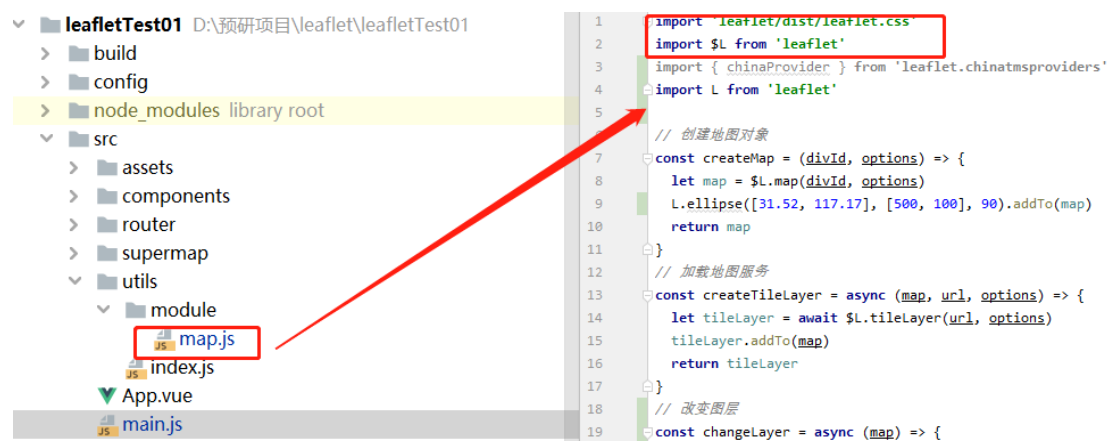 leafletTest01 D:\预研项目\leaflet\leafletTest01
build
config
node_modules library root
src
assets
components
router
supermap
utils
module
map.js
index.js
App.vue
main.js
1 import 'leaflet/dist/leaflet.css'
2 import $L from 'leaflet'
3 import { chinaProvider } from 'leaflet.chinatmsproviders'
4 import L from 'leaflet'
5
6 // 创建地图对象
7 const createMap = (divId, options) => {
8 let map = $L.map(divId, options)
9 L.ellipse([31.52, 117.17], [500, 100], 90).addTo(map)
10 return map
11 }
12 // 加载地图服务
13 const createTileLayer = async (map, url, options) => {
14 let tileLayer = await $L.tileLayer(url, options)
15 tileLayer.addTo(map)
16 return tileLayer
17 }
18 // 改变图层
19 const changeLayer = async (map) => {